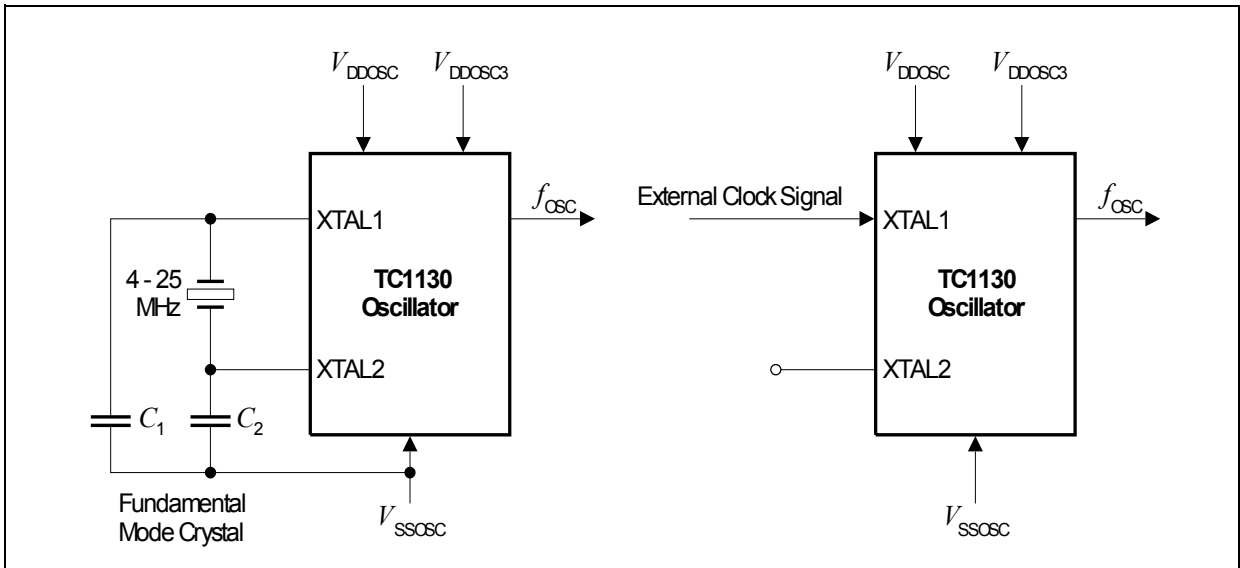 VDDOSC VDDOSC3
XTAL1
fOSC
4 - 25
MHz
TC1130
Oscillator
XTAL2
C1 C2
Fundamental
Mode Crystal
VSSOSC
VDDOSC VDDOSC3
External Clock Signal
XTAL1
fOSC
TC1130
Oscillator
XTAL2
VSSOSC